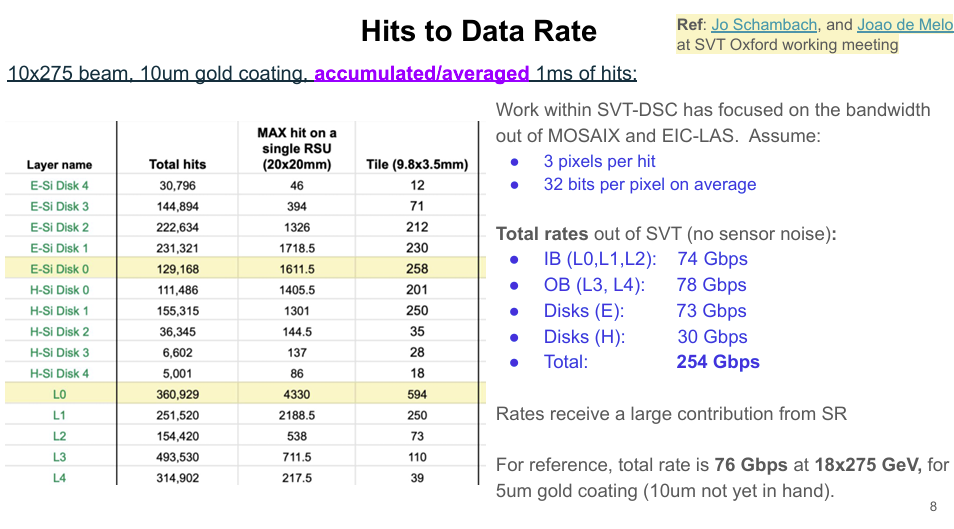 Hits to Data Rate
Ref: Jo Schambach, and Joao de Melo
at SVT Oxford working meeting
10x275 beam, 10um gold coating, accumulated/averaged 1ms of hits:
Layer name Total hits MAX hit on a single RSU (20x20mm) Tile (9.8x3.5mm)
E-Si Disk 4 30,796 46 12
E-Si Disk 3 144,894 394 71
E-Si Disk 2 222,634 1326 212
E-Si Disk 1 231,321 1718.5 230
E-Si Disk 0 129,168 1611.5 258
H-Si Disk 0 111,486 1405.5 201
H-Si Disk 1 155,315 1301 250
H-Si Disk 2 36,345 144.5 35
H-Si Disk 3 6,602 137 28
H-Si Disk 4 5,001 86 18
L0 360,929 4330 594
L1 251,520 2188.5 250
L2 154,420 538 73
L3 493,530 711.5 110
L4 314,902 217.5 39
Work within SVT-DSC has focused on the bandwidth
out of MOSAIX and EIC-LAS. Assume:
● 3 pixels per hit
● 32 bits per pixel on average
Total rates out of SVT (no sensor noise):
● IB (L0,L1,L2): 74 Gbps
● OB (L3, L4): 78 Gbps
● Disks (E): 73 Gbps
● Disks (H): 30 Gbps
● Total: 254 Gbps
Rates receive a large contribution from SR
For reference, total rate is 76 Gbps at 18x275 GeV, for
5um gold coating (10um not yet in hand).
8